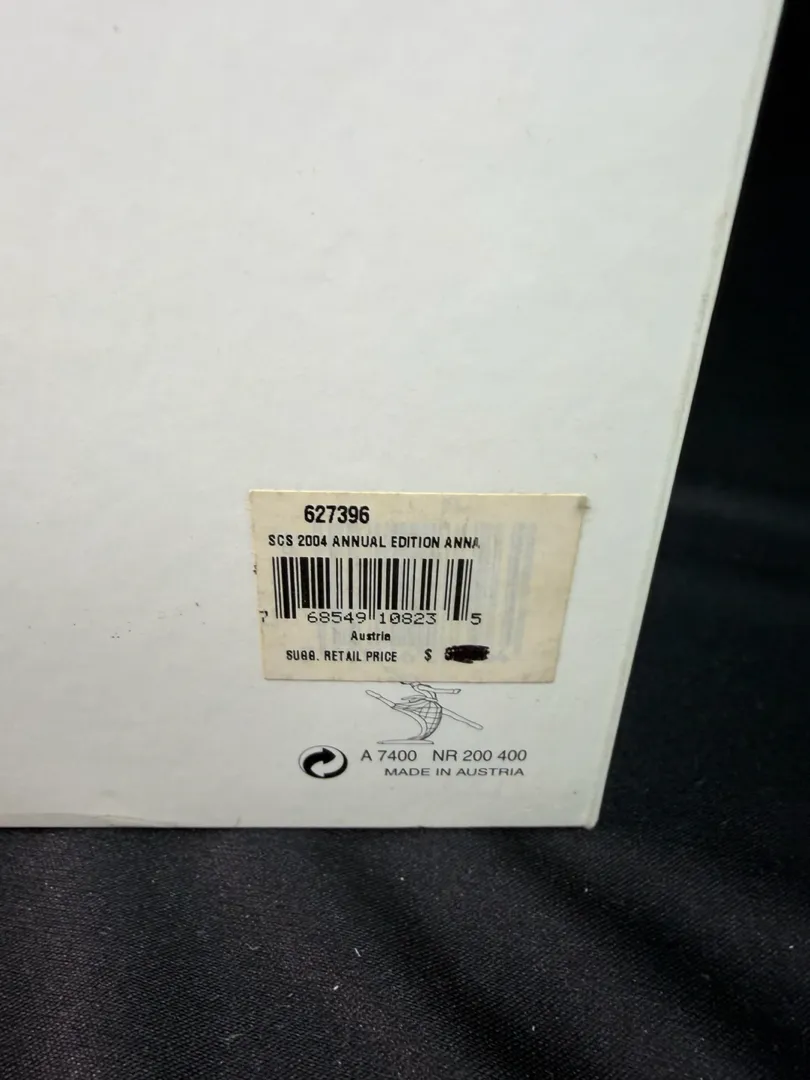 627396
SCS 2004 ANNUAL EDITION ANNA
7 68549 10823 5
Austria
SUGG. RETAIL PRICE $
A 7400 NR 200 400
MADE IN AUSTRIA